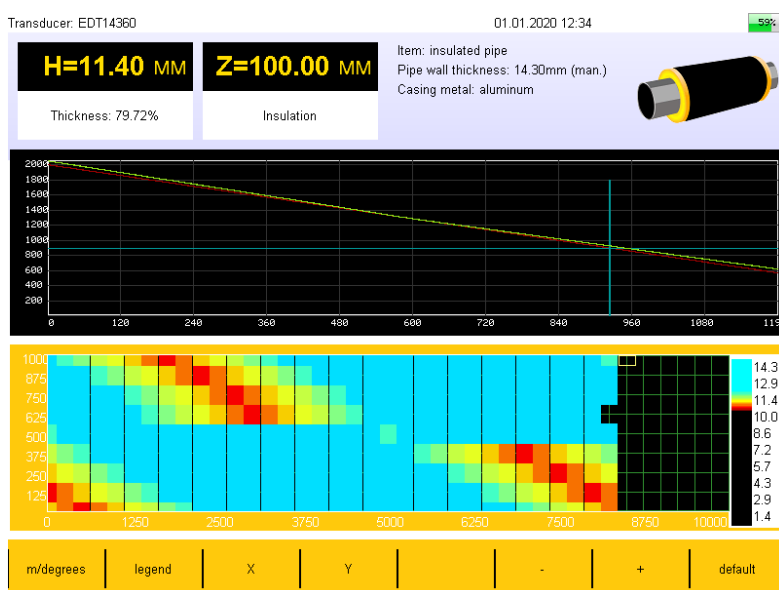 Transducer: EDT14360
01.01.2020 12:34
59%
H=11.40 MM
Z=100.00 MM
Thickness: 79.72%
Insulation
Item: insulated pipe
Pipe wall thickness: 14.30mm (man.)
Casing metal: aluminum
2000
1800
1600
1400
1200
1000
800
600
400
200
0 120 240 360 480 600 720 840 960 1080 119
1000
875
750
625
500
375
250
125
0 1250 2500 3750 5000 6250 7500 8750 10000
14.3
12.9
11.4
10.0
8.6
7.2
5.7
4.3
2.9
1.4
m/degrees legend X Y - + default